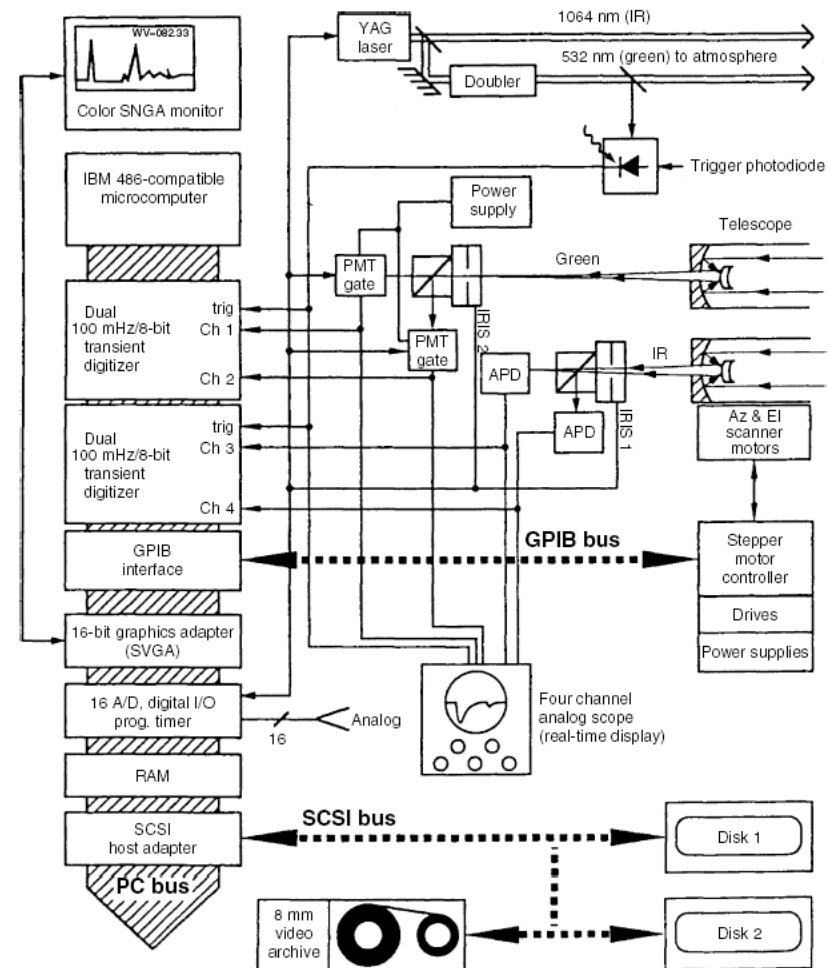 WV-082.33
Color SNGA monitor
YAG
laser
1064 nm (IR)
532 nm (green) to atmosphere
Doubler
Trigger photodiode
IBM 486-compatible
microcomputer
Power
supply
Telescope
PMT
gate
Green
IRIS 2
PMT
gate
Dual
100 mHz/8-bit
transient
digitizer
trig
Ch 1
Ch 2
APD
IR
APD
IRIS 1
Az & El
scanner
motors
Dual
100 mHz/8-bit
transient
digitizer
trig
Ch 3
Ch 4
GPIB
interface
GPIB bus
Stepper
motor
controller
Drives
Power supplies
16-bit graphics adapter
(SVGA)
16 A/D, digital I/O
prog. timer
16
Analog
Four channel
analog scope
(real-time display)
RAM
SCSI
host adapter
SCSI bus
Disk 1
PC bus
8 mm
video
archive
Disk 2